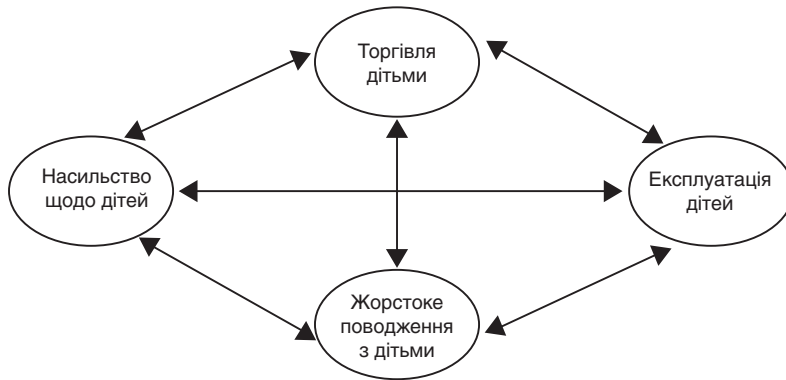 Торгівля
дітьми
Насильство
щодо дітей
Експлуатація
дітей
Жорстоке
поводження
з дітьми